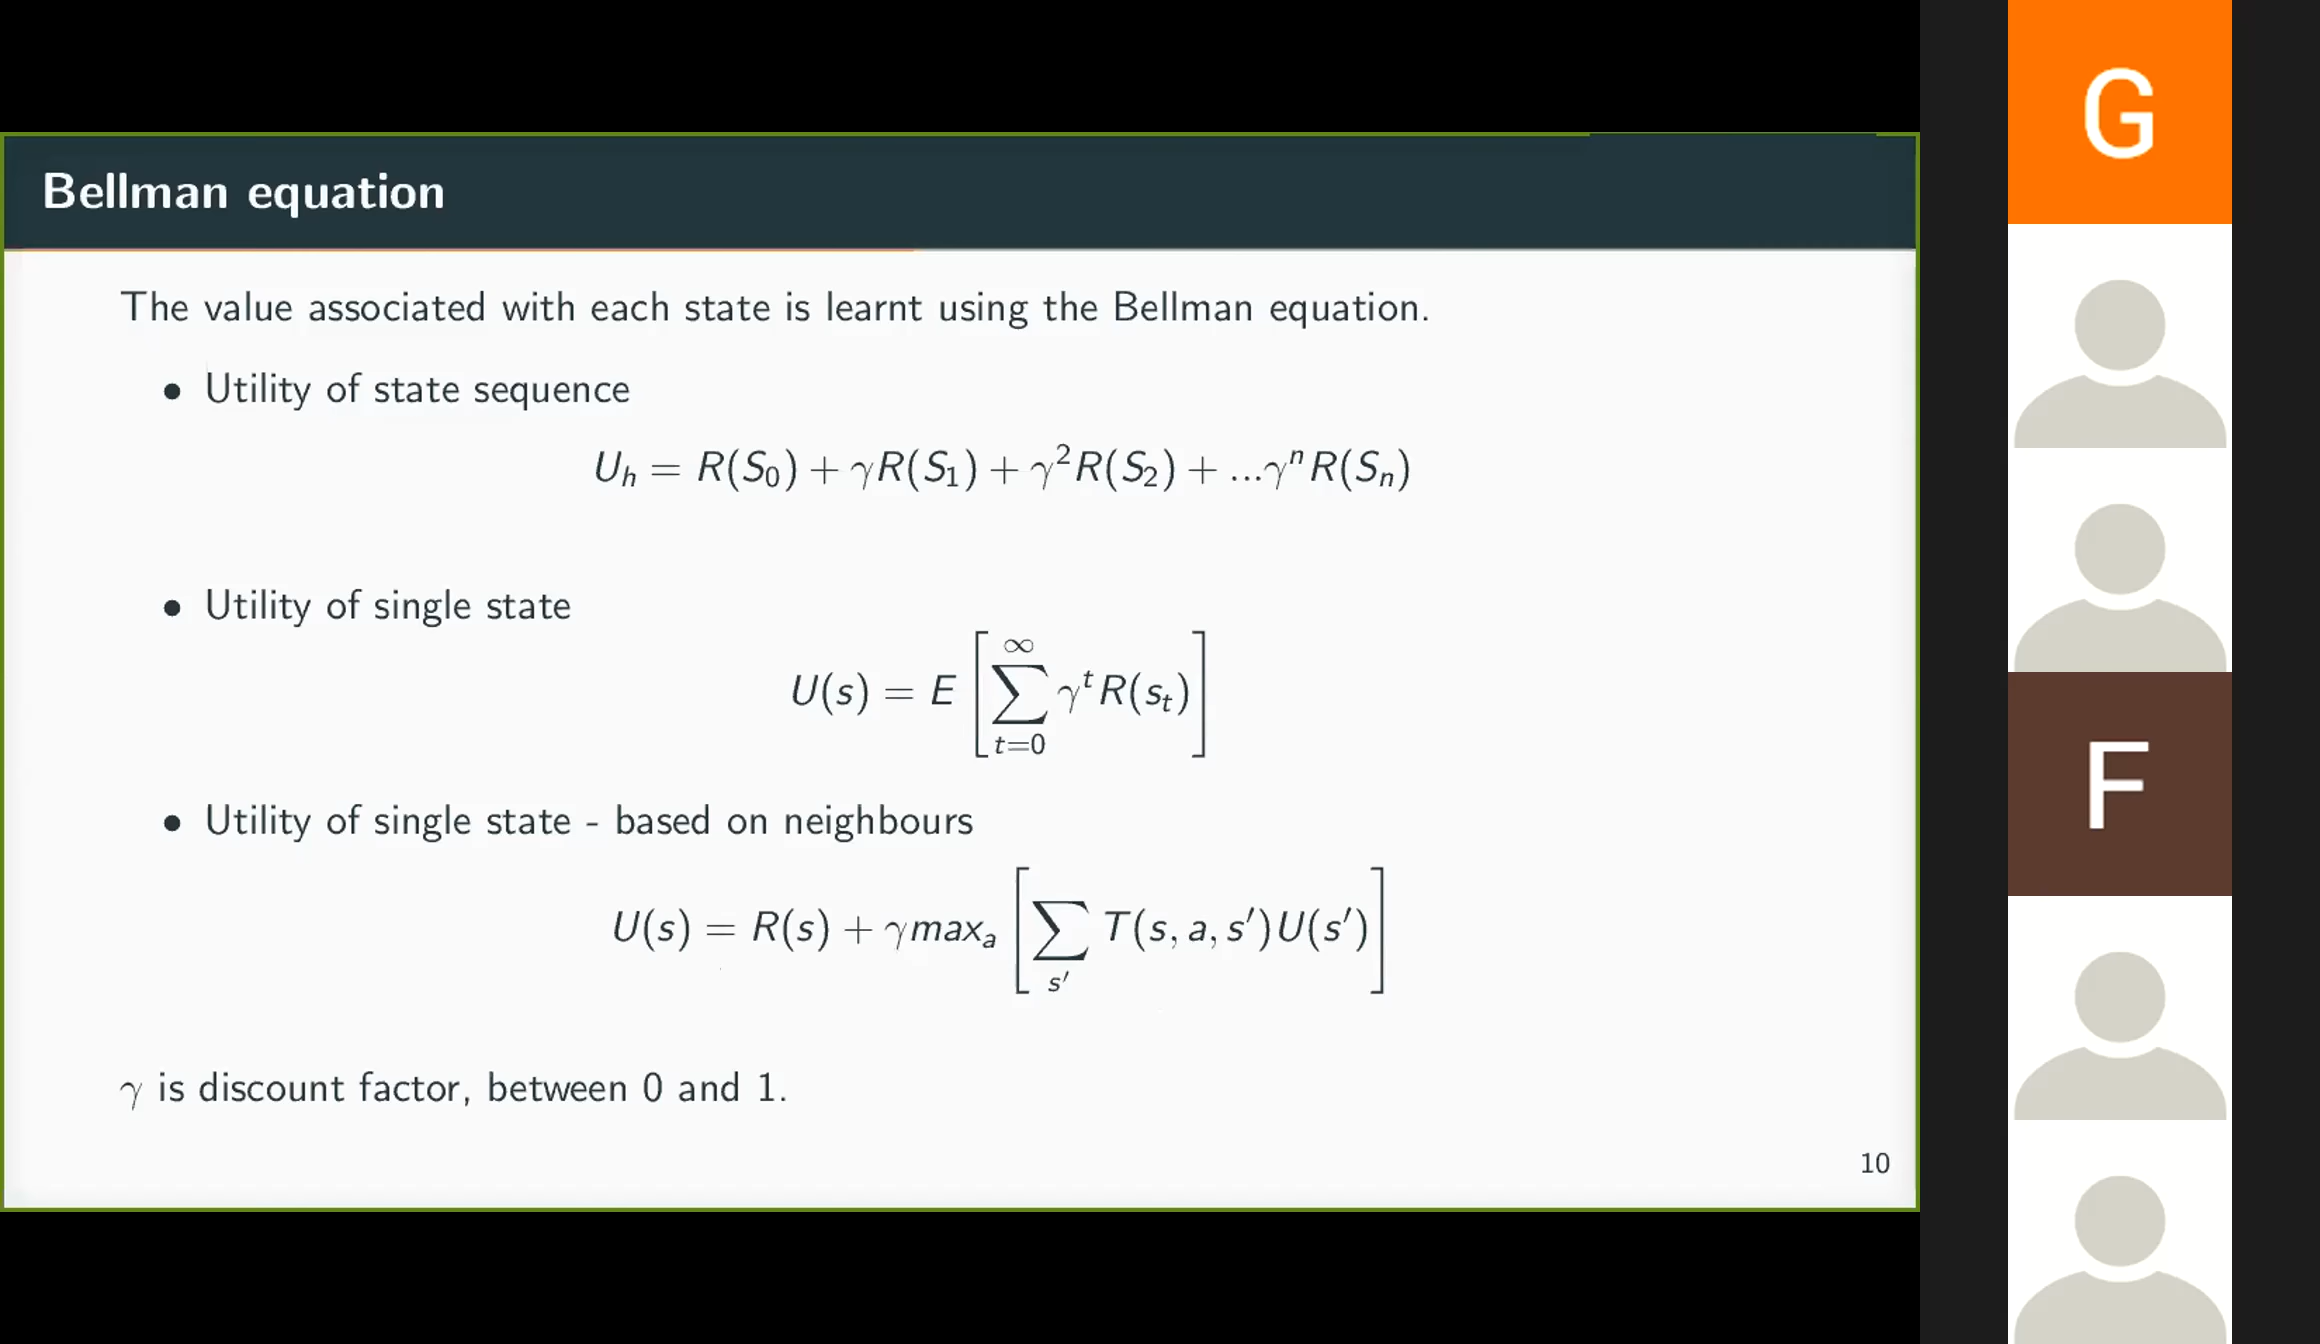 Bellman equation
The value associated with each state is learnt using the Bellman equation.
• Utility of state sequence
U_h = R(S_0) + γR(S_1) + γ^2R(S_2) + ...γ^nR(S_n)
• Utility of single state
U(s) = E [∑_{t=0}^{∞} γ^t R(s_t)]
• Utility of single state - based on neighbours
U(s) = R(s) + γmax_a [∑_{s′} T(s, a, s′)U(s′)]
γ is discount factor, between 0 and 1.
10
G
F